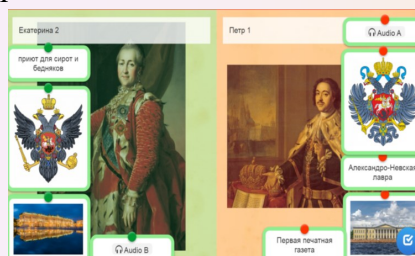 Екатерина 2
приют для сирот и
бедняков
Audio B
Петр 1
Audio A
Александро-Невская
лавра
Первая печатная
газета